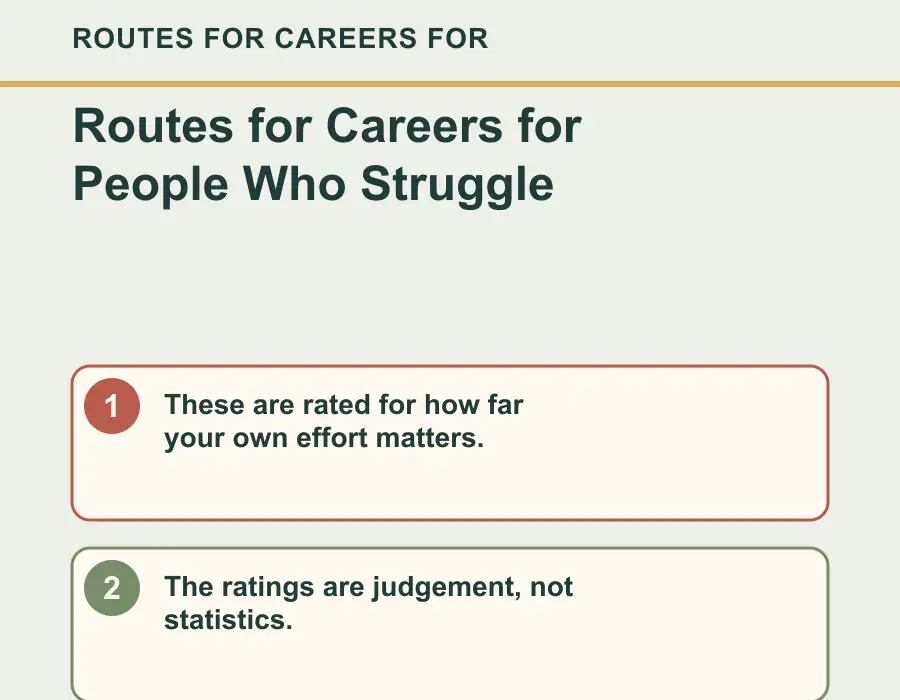 ROUTES FOR CAREERS FOR
Routes for Careers for
People Who Struggle
1
These are rated for how far
your own effort matters.
2
The ratings are judgement, not
statistics.